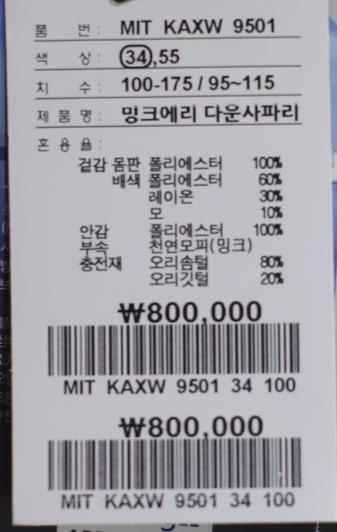 품 번 : MIT KAXW 9501
색 상 : 34,55
치 수 : 100-175 / 95~115
제 품 명 : 밍크에리 다운사파리
혼 용 율 :
겉감 몸판 폴리에스터 100%
배색 폴리에스터 60%
레이온 30%
모 10%
안감 폴리에스터 100%
부속 천연모피(밍크)
충전재 오리솜털 80%
오리깃털 20%
₩800,000
MIT KAXW 9501 34 100
₩800,000
MIT KAXW 9501 34 100